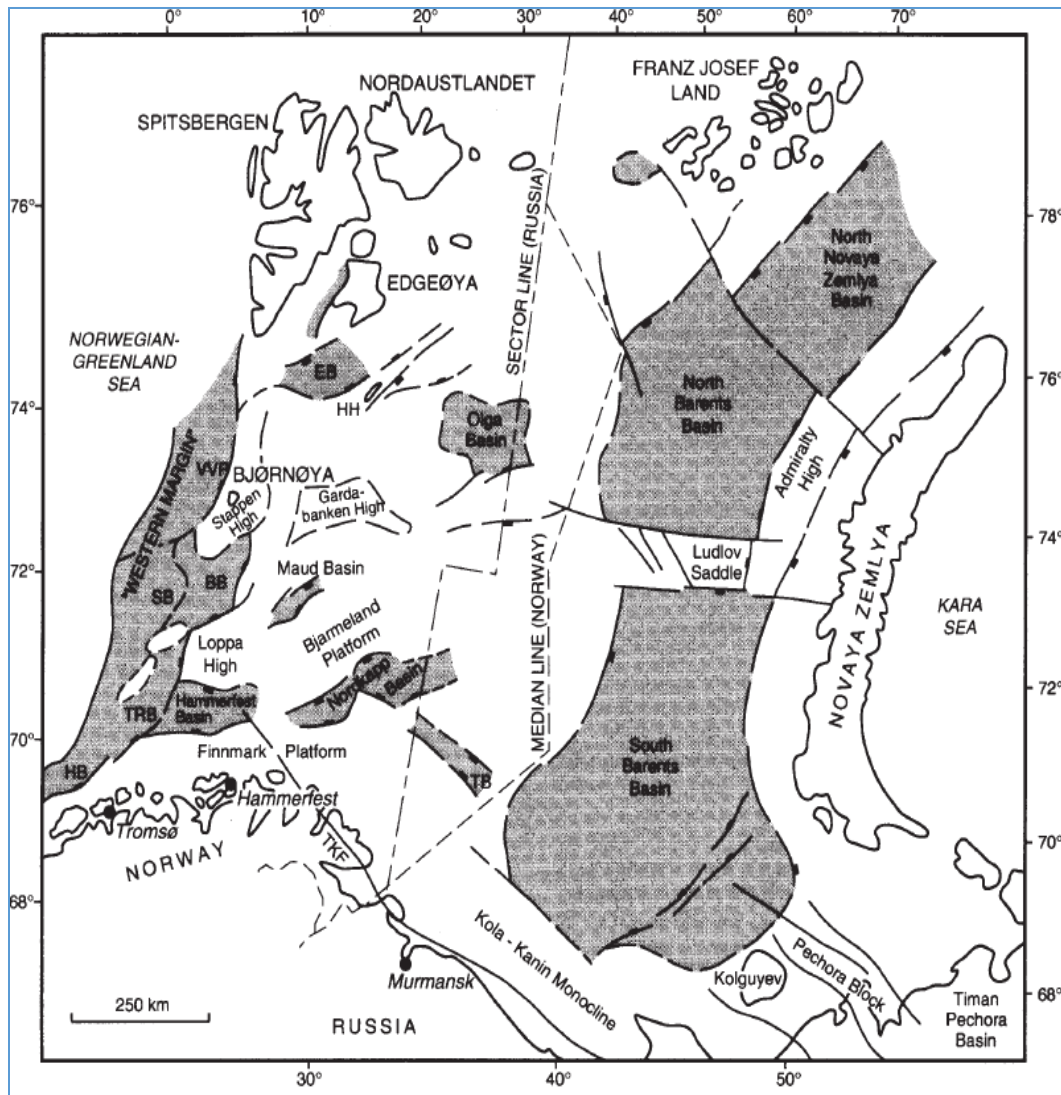 0° 10° 20° 30° 40° 50° 60° 70°
NORDAUSTLANDET
FRANZ JOSEF
LAND
SPITSBERGEN
76°
78°
SECTOR LINE (RUSSIA)
North
Novaya
Zemlya
Basin
EDGEØYA
NORWEGIAN-
GREENLAND
SEA
EB
HH
76°
74°
North
Barents
Basin
Olga
Basin
Admiralty
High
"WESTERN MARGIN"
VVP
BJØRNØYA
Stappen
High
Garda-
banken High
74°
Ludlov
Saddle
72°
Maud Basin
SB
BB
MEDIAN LINE (NORWAY)
NOVAYA ZEMLYA
KARA
SEA
Loppa
High
Bjarmeland
Platform
Nordkapp
Basin
72°
TRB
Hammerfest
Basin
70°
Finnmark Platform
South
Barents
Basin
HB
TB
Hammerfest
Tromsø
NORWAY
TKF
70°
68°
Kola - Kanin Monocline
Murmansk
Kolguyev
Pechora Block
68°
250 km
RUSSIA
Timan
Pechora
Basin
30° 40° 50°